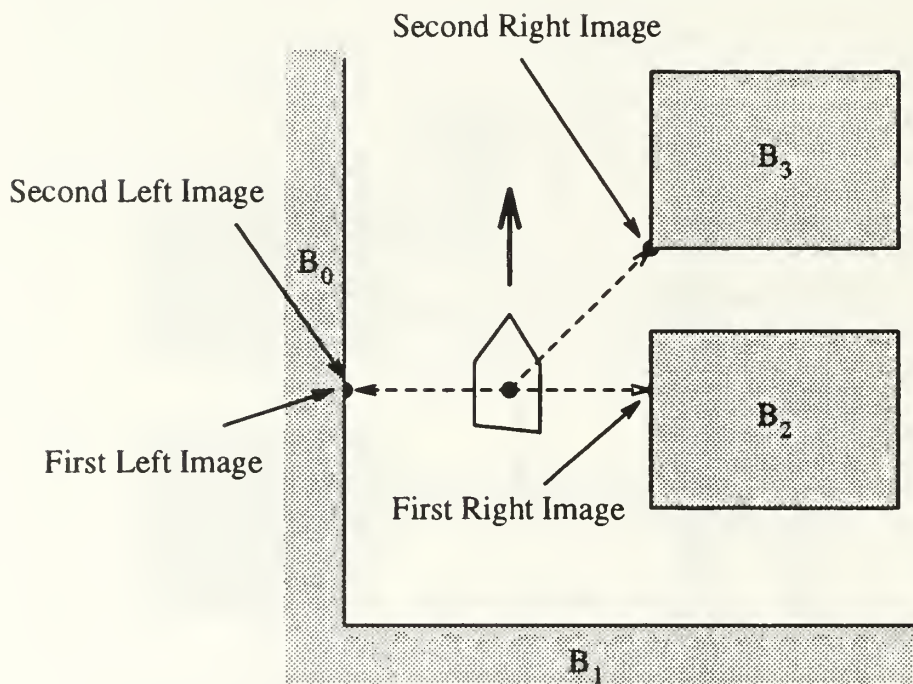 Second Right Image
B₃
Second Left Image
B₀
B₂
First Left Image
First Right Image
B₁